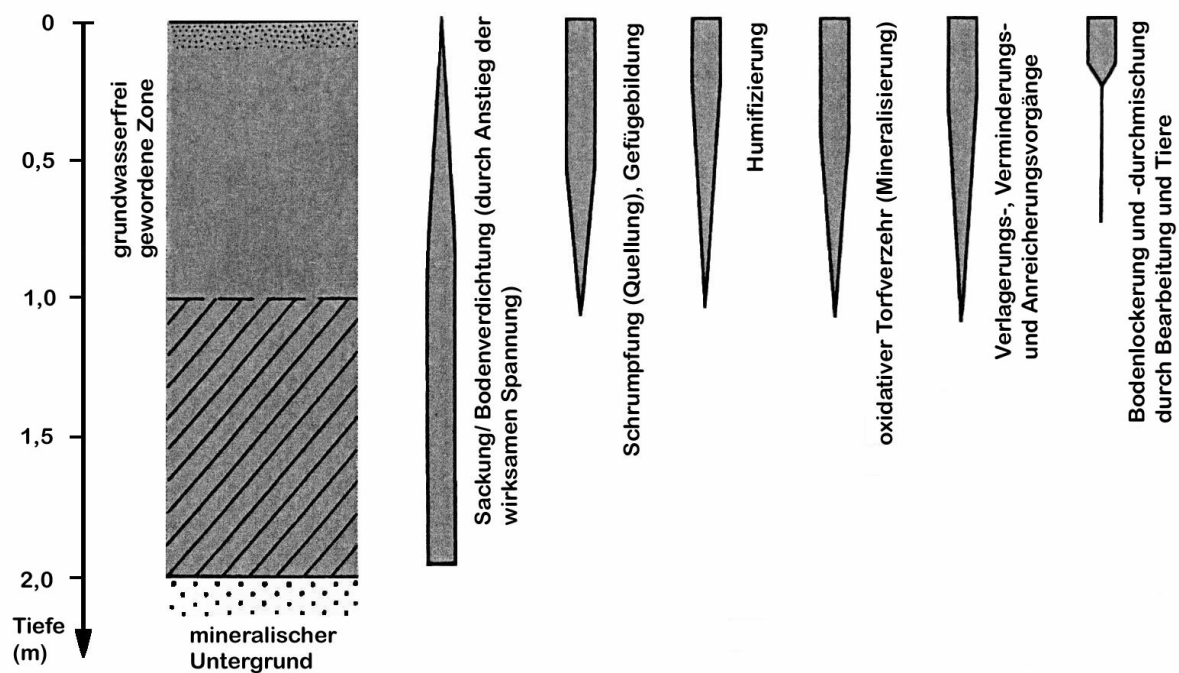 0
0,5
1,0
1,5
2,0
Tiefe
(m)
grundwasserfrei
gewordene Zone
mineralischer
Untergrund
Sackung/ Bodenverdichtung (durch Anstieg der
wirksamen Spannung)
Schrumpfung (Quellung), Gefügebildung
Humifizierung
oxidativer Torfverzehr (Mineralisierung)
Verlagerungs-, Verminderungs-
und Anreicherungsvorgänge
Bodenlockerung und -durchmischung
durch Bearbeitung und Tiere